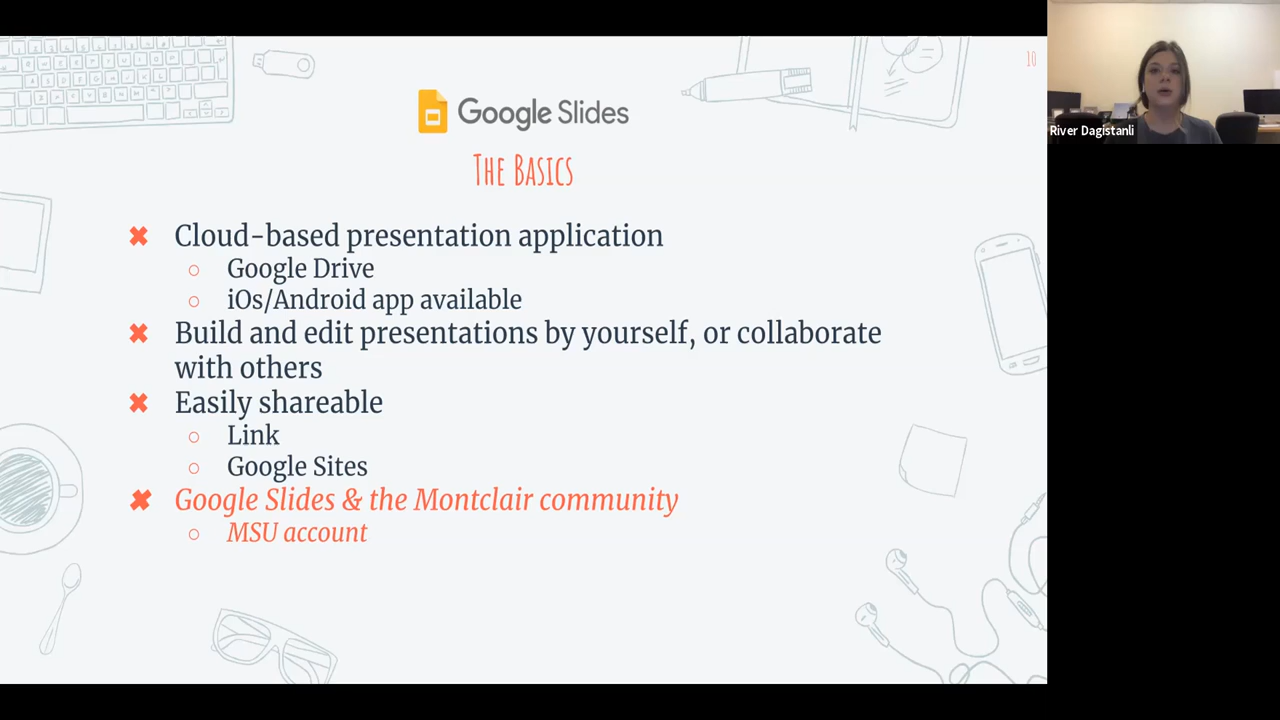 10
Google Slides
The Basics
Cloud-based presentation application
Google Drive
iOs/Android app available
Build and edit presentations by yourself, or collaborate
with others
Easily shareable
Link
Google Sites
Google Slides & the Montclair community
MSU account
River Dagistanli